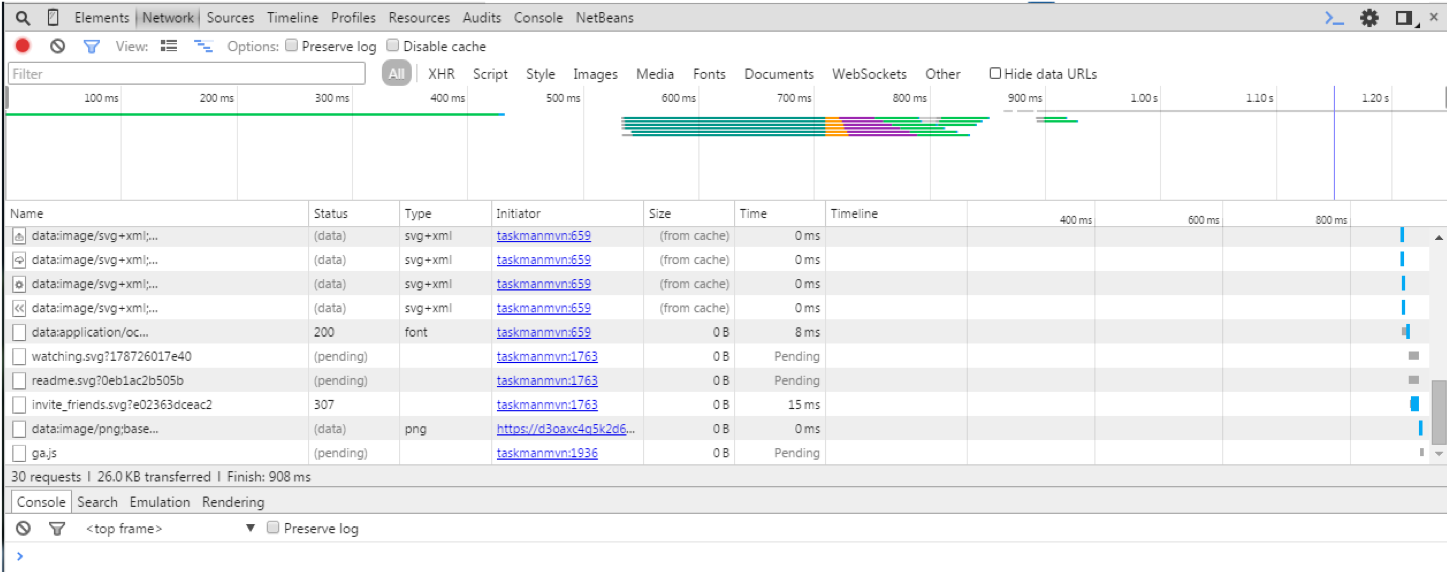 Elements Network Sources Timeline Profiles Resources Audits Console NetBeans
View: Options: Preserve log Disable cache
Filter All XHR Script Style Images Media Fonts Documents WebSockets Other Hide data URLs
100 ms 200 ms 300 ms 400 ms 500 ms 600 ms 700 ms 800 ms 900 ms 1.00 s 1.10 s 1.20 s
Name Status Type Initiator Size Time Timeline 400 ms 600 ms 800 ms
data:image/svg+xml;... (data) svg+xml taskmanmvn:659 (from cache) 0 ms
data:image/svg+xml;... (data) svg+xml taskmanmvn:659 (from cache) 0 ms
data:image/svg+xml;... (data) svg+xml taskmanmvn:659 (from cache) 0 ms
data:image/svg+xml;... (data) svg+xml taskmanmvn:659 (from cache) 0 ms
data:application/oc... 200 font taskmanmvn:659 0 B 8 ms
watching.svg?178726017e40 (pending) taskmanmvn:1763 0 B Pending
readme.svg?0eb1ac2b505b (pending) taskmanmvn:1763 0 B Pending
invite_friends.svg?e02363dceac2 307 taskmanmvn:1763 0 B 15 ms
data:image/png;base... (data) png https://d3oaxc4q5k2d6... 0 B 0 ms
ga.js (pending) taskmanmvn:1936 0 B Pending
30 requests | 26.0 KB transferred | Finish: 908 ms
Console Search Emulation Rendering
<top frame> ▼ Preserve log